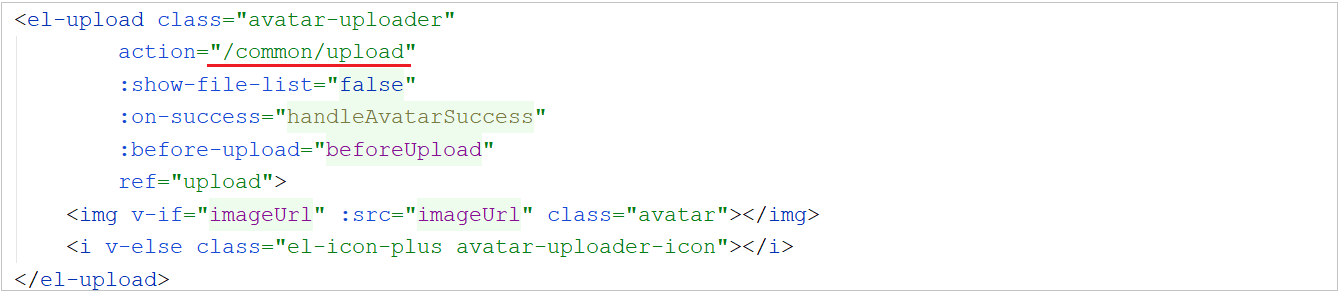 <el-upload class="avatar-uploader"
        action="/common/upload"
        :show-file-list="false"
        :on-success="handleAvatarSuccess"
        :before-upload="beforeUpload"
        ref="upload">
    <img v-if="imageUrl" :src="imageUrl" class="avatar"></img>
    <i v-else class="el-icon-plus avatar-uploader-icon"></i>
</el-upload>